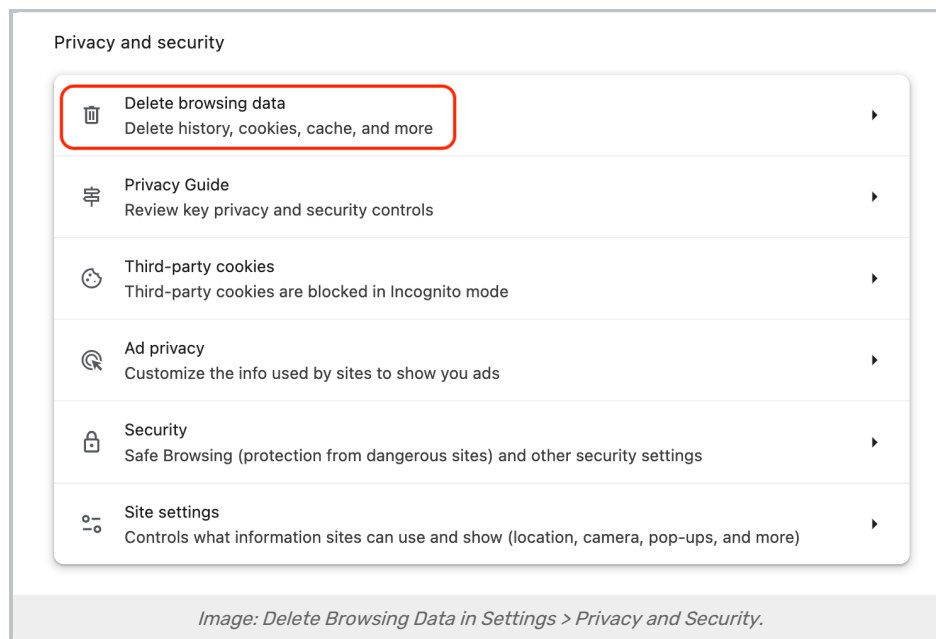 Privacy and security
Delete browsing data
Delete history, cookies, cache, and more
Privacy Guide
Review key privacy and security controls
Third-party cookies
Third-party cookies are blocked in Incognito mode
Ad privacy
Customize the info used by sites to show you ads
Security
Safe Browsing (protection from dangerous sites) and other security settings
Site settings
Controls what information sites can use and show (location, camera, pop-ups, and more)
Image: Delete Browsing Data in Settings > Privacy and Security.